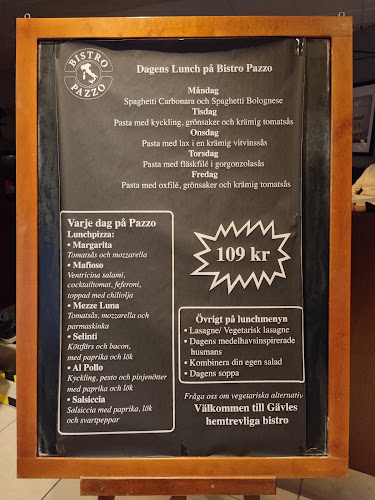 BISTRO
PAZZO
Dagens Lunch på Bistro Pazzo
Måndag
Spaghetti Carbonara och Spaghetti Bolognese
Tisdag
Pasta med kyckling, grönsaker och krämig tomatsås
Onsdag
Pasta med lax i en krämig vitvinssås
Torsdag
Pasta med fläskfilé i gorgonzolasås
Fredag
Pasta med oxfilé, grönsaker och krämig tomatsås
Varje dag på Pazzo
Lunchpizza:
• Margarita
Tomatsås och mozzarella
• Mafioso
Ventricina salami,
cocktailtomat, feferoni,
toppad med chiliolja
• Mezze Luna
Tomatsås, mozzarella och
parmaskinka
• Selinti
Köttfärs och bacon,
med paprika och lök
• Al Pollo
Kyckling, pesto och pinjenötter
med paprika och lök
• Salsiccia
Salsiccia med paprika, lök
och svartpeppar
109 kr
Övrigt på lunchmenyn
• Lasagne/ Vegetarisk lasagne
• Dagens medelhavsinspirerade
husmans
• Kombinera din egen salad
• Dagens soppa
Fråga oss om vegetariska alternativ
Välkommen till Gävles
hemtrevliga bistro